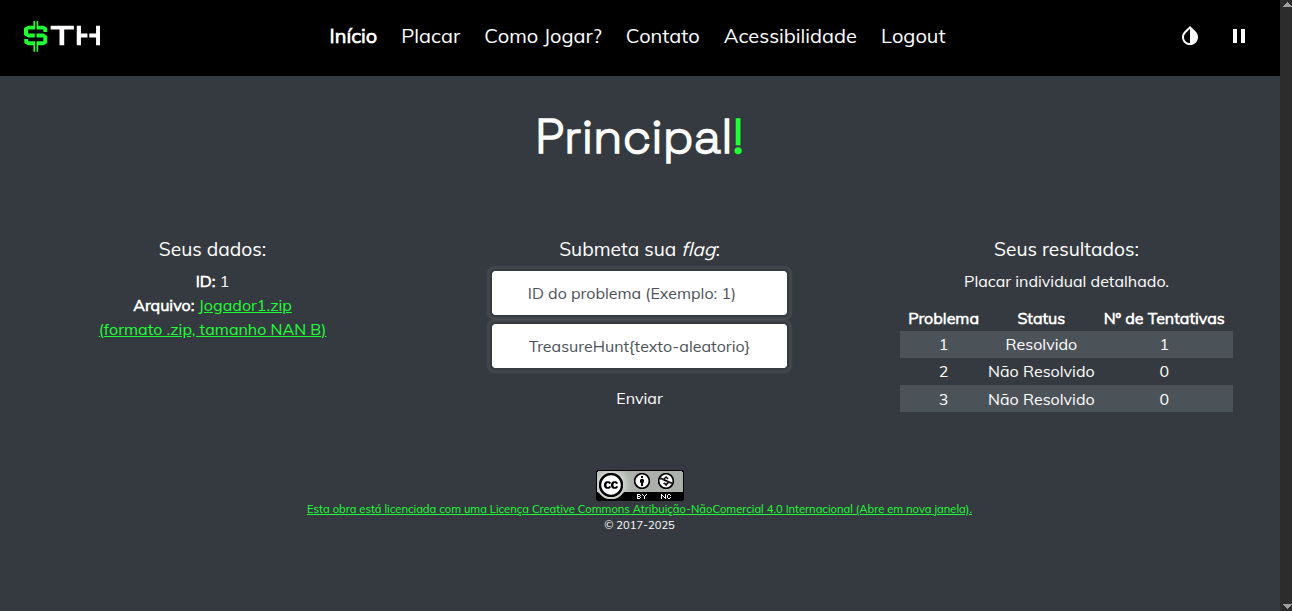 $TH
Início Placar Como Jogar? Contato Acessibilidade Logout
Principal!
Seus dados:
ID: 1
Arquivo: Jogador1.zip
(formato .zip, tamanho NAN B)
Submeta sua flag:
ID do problema (Exemplo: 1)
TreasureHunt{texto-aleatorio}
Enviar
Seus resultados:
Placar individual detalhado.
Problema Status Nº de Tentativas
1 Resolvido 1
2 Não Resolvido 0
3 Não Resolvido 0
cc BY NC
Esta obra está licenciada com uma Licença Creative Commons Atribuição-NãoComercial 4.0 Internacional (Abre em nova janela).
© 2017-2025